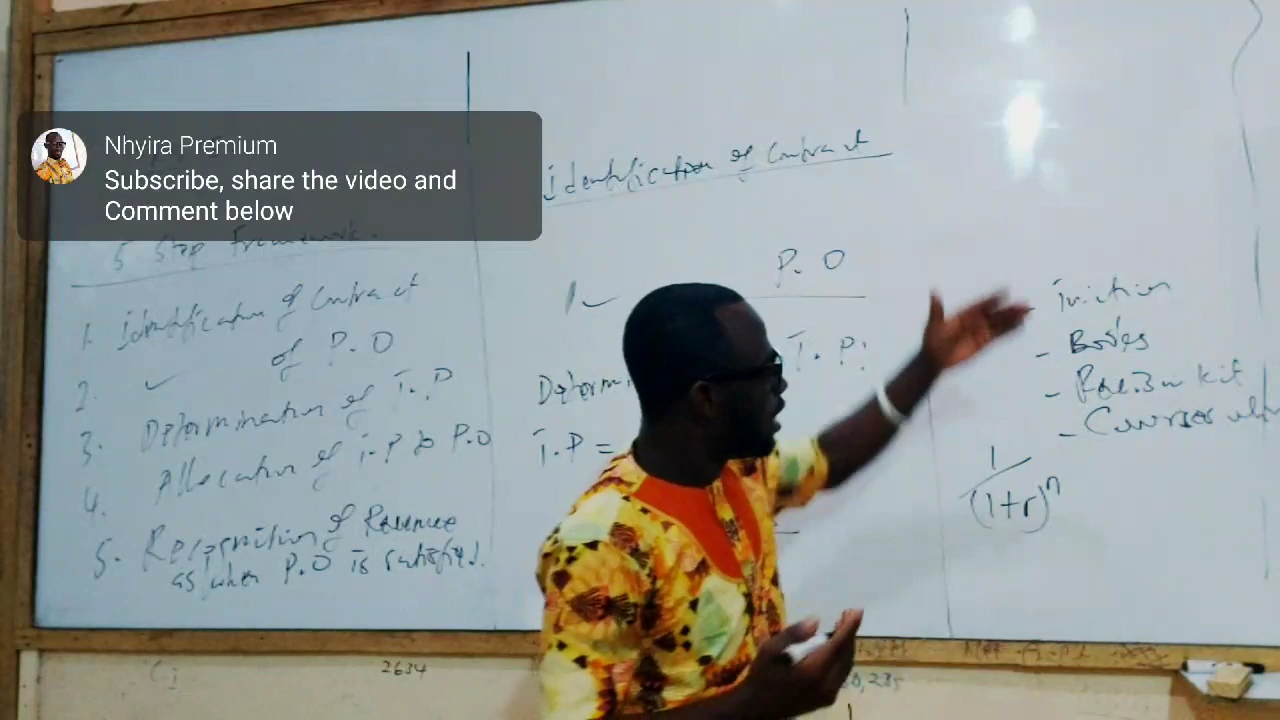 Nhyira Premium
Subscribe, share the video and
Comment below
5 Step Framework.
1. Identification of Contract
2. ✓ of P.O
3. Determination of T.P
4. Allocation of T.P to P.O
5. Recognition of Revenue
as/when P.O is satisfied.
identification of Contract
1 ✓ P.O
T.P:
T.P =
Tuition
- Books
-
-
1
(1+r)^n
2634